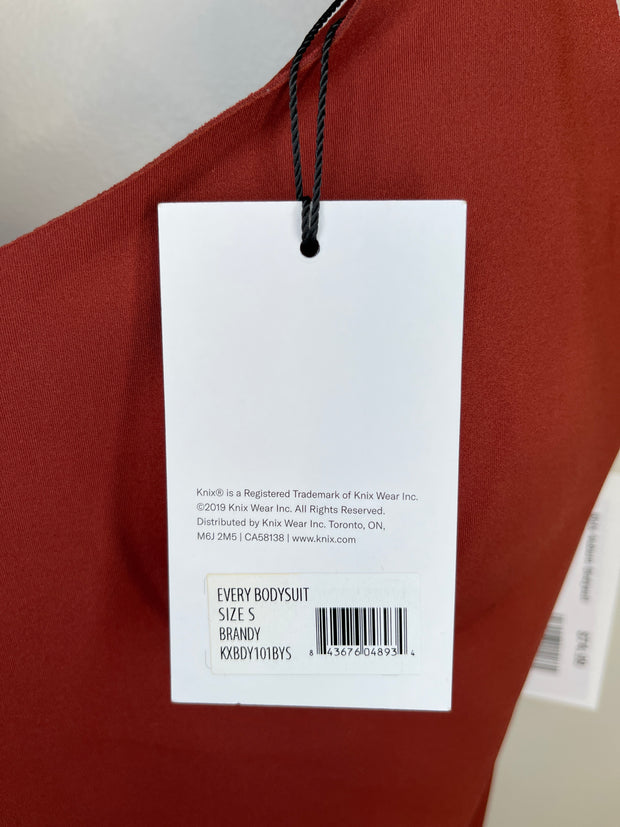 Knix® is a Registered Trademark of Knix Wear Inc.
©2019 Knix Wear Inc. All Rights Reserved.
Distributed by Knix Wear Inc. Toronto, ON,
M6J 2M5 | CA58138 | www.knix.com
EVERY BODYSUIT
SIZE S
BRANDY
KXBDY101BYS
8 43676 04893 4